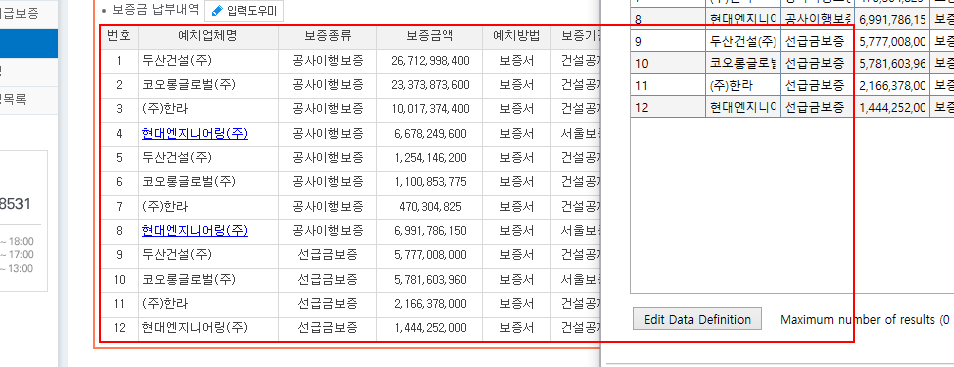 급보증
보증금 납부내역 입력도우미
번호 예치업체명 보증종류 보증금액 예치방법
1 두산건설(주) 공사이행보증 26,712,998,400 보증서 건설공
2 코오롱글로벌(주) 공사이행보증 23,373,873,600 보증서 건설공
3 (주)한라 공사이행보증 10,017,374,400 보증서 건설공
4 현대엔지니어링(주) 공사이행보증 6,678,249,600 보증서 서울보
5 두산건설(주) 공사이행보증 1,254,146,200 보증서 건설공
6 코오롱글로벌(주) 공사이행보증 1,100,853,775 보증서 건설공
7 (주)한라 공사이행보증 470,304,825 보증서 건설공
8 현대엔지니어링(주) 공사이행보증 6,991,786,150 보증서 서울보
9 두산건설(주) 선급금보증 5,777,008,000 보증서 건설공
10 코오롱글로벌(주) 선급금보증 5,781,603,960 보증서 서울보
11 (주)한라 선급금보증 2,166,378,000 보증서 건설공
12 현대엔지니어링(주) 선급금보증 1,444,252,000 보증서 건설공
8 현대엔지니 공사이행보증 6,991,786,15 보증
9 두산건설(주) 선급금보증 5,777,008,00 보증
10 코오롱글로벌 선급금보증 5,781,603,96 보증
11 (주)한라 선급금보증 2,166,378,00 보증
12 현대엔지니 선급금보증 1,444,252,00 보증
Edit Data Definition Maximum number of results (0
목록
8531
~ 18:00
~ 17:00
~ 13:00